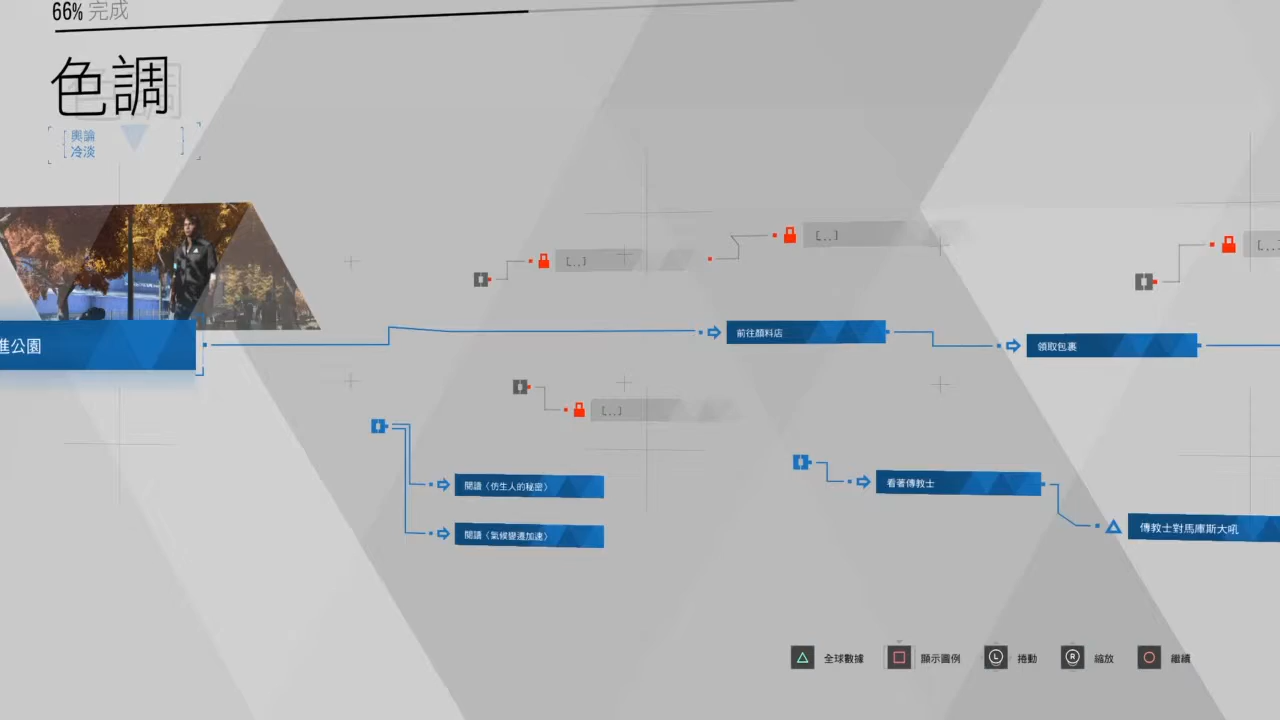 66% 完成
色調
輿論
冷淡
[...]
[...]
[...]
進公園
前往顏料店
領取包裹
[...]
閱讀〈仿生人的秘密〉
看著傳教士
閱讀〈氣候變遷加速〉
傳教士對馬庫斯大吼
全球數據
顯示圖例
L
捲動
R
縮放
繼續